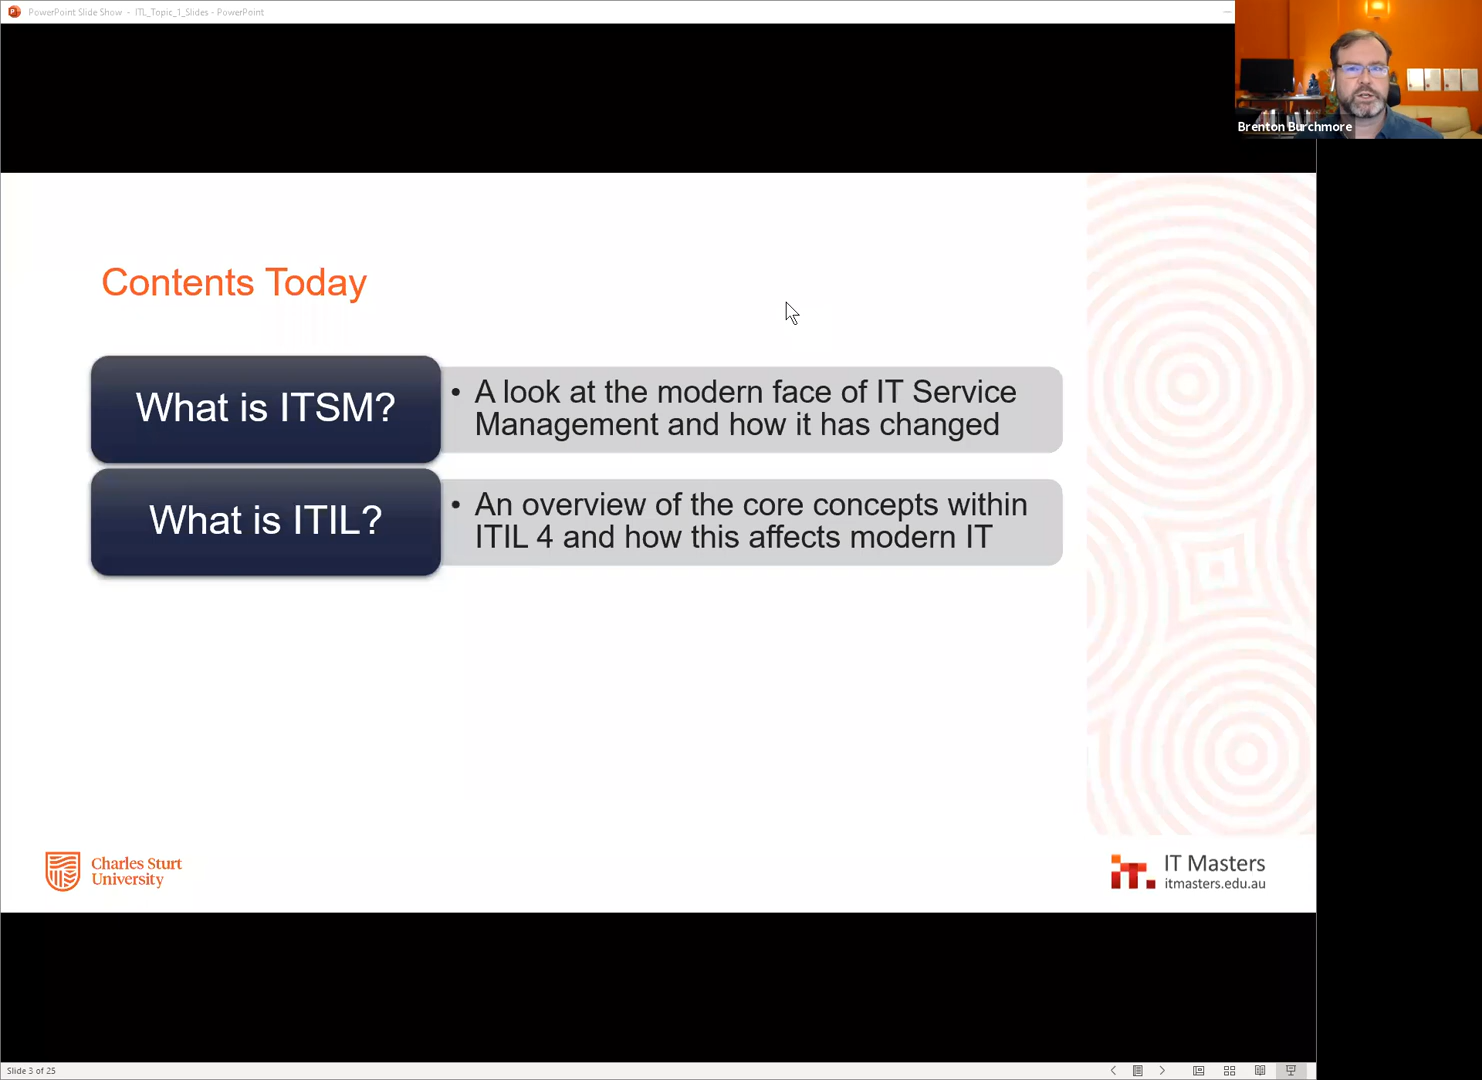 PowerPoint Slide Show - ITL_Topic_1_Slides - PowerPoint
Brenton Burchmore
Contents Today
What is ITSM?
• A look at the modern face of IT Service
Management and how it has changed
What is ITIL?
• An overview of the core concepts within
ITIL 4 and how this affects modern IT
Charles Sturt
University
it.
IT Masters
itmasters.edu.au
Slide 3 of 25